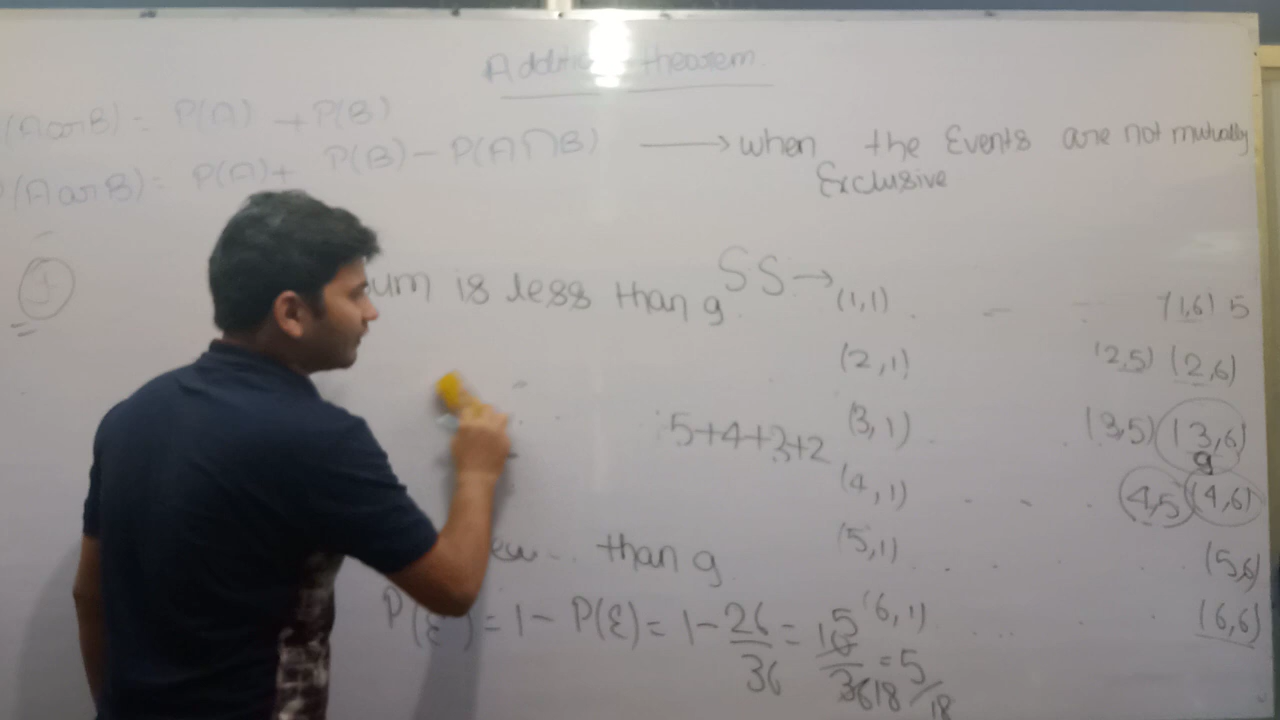 Addition theorem
(A or B) = P(A) + P(B)
P(A or B) = P(A) + P(B) - P(A∩B) → when the Events are not mutually
Exclusive
1
um is less than 9 SS → (1,1) . - - (1,6) 5
(2,1) (2,5) (2,6)
5+4+3+2 (3,1) . (3,5) (3,6)
9
(4,1) - - . (4,5) (4,6)
(5,1) . . . . . (5,6)
than 9
P(E') = 1 - P(E) = 1 - 26/36 = = 5/18 (6,1) . . . . (6,6)